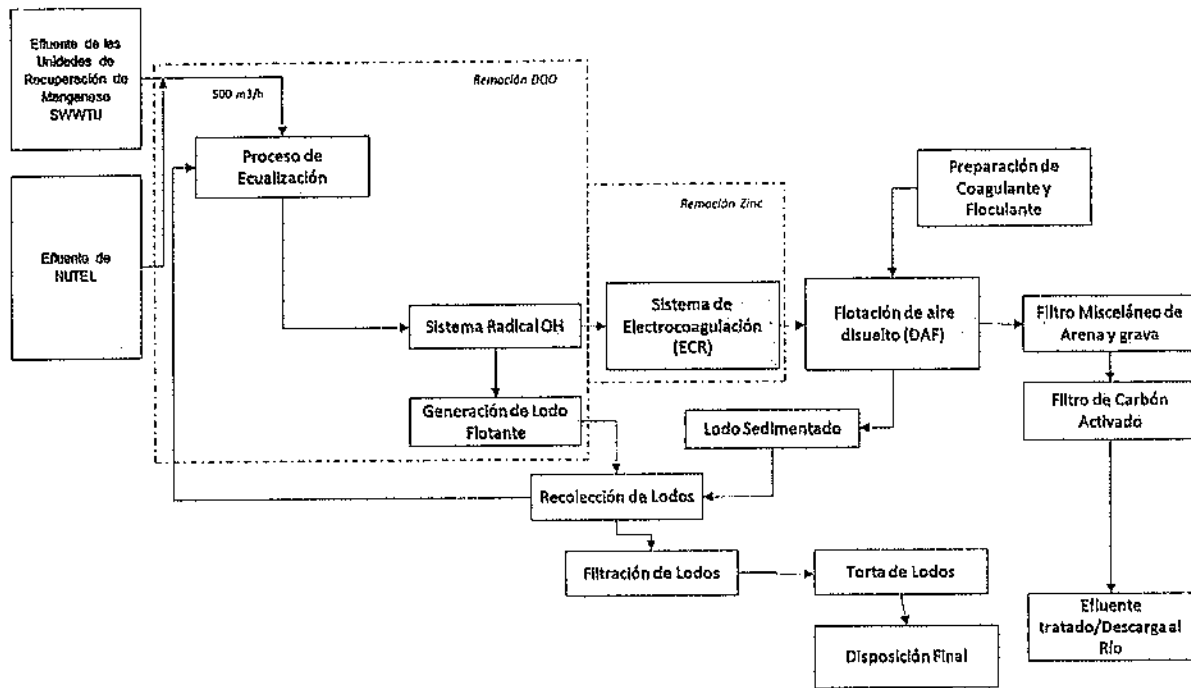 Efluente de las
Unidades de
Recuperación de
Manganeso
SWWTU
Remoción DQO
500 m3/h
Proceso de
Ecualización
Efluente de
NUTEL
Remoción Zinc
Preparación de
Coagulante y
Floculante
Sistema Radical OH
Sistema de
Electrocoagulación
(ECR)
Flotación de aire
disuelto (DAF)
Filtro Misceláneo de
Arena y grava
Generación de Lodo
Flotante
Lodo Sedimentado
Filtro de Carbón
Activado
Recolección de Lodos
Filtración de Lodos
Torta de Lodos
Efluente
tratado/Descarga al
Río
Disposición Final